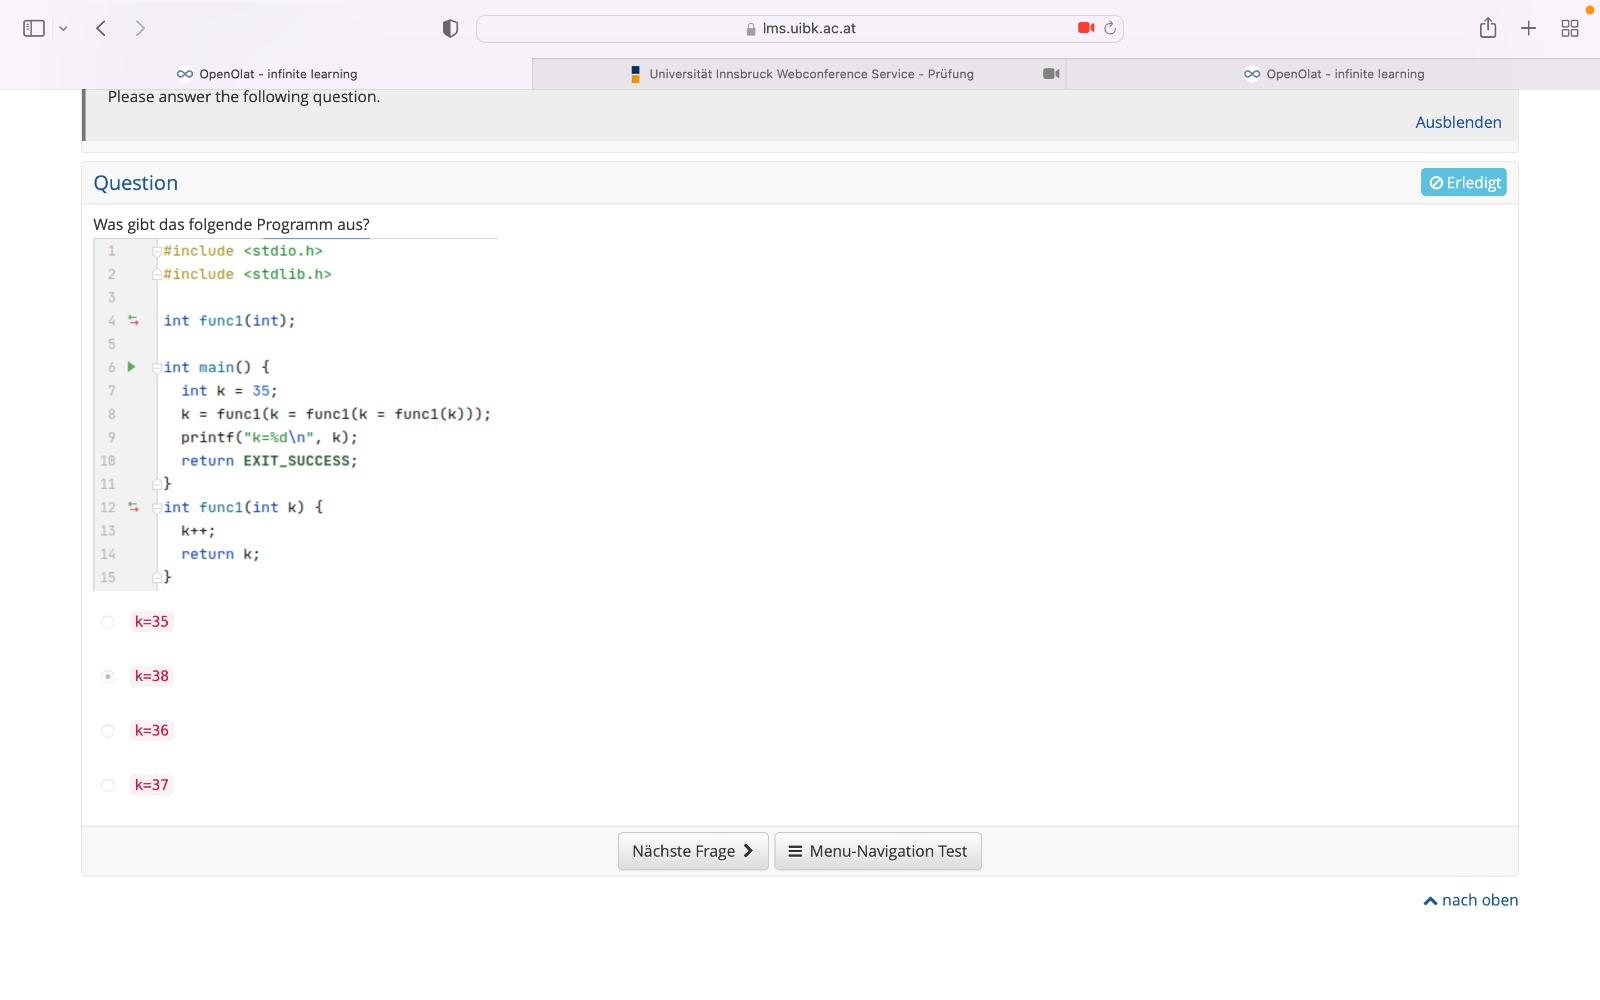 lms.uibk.ac.at
OpenOlat - infinite learning
Universität Innsbruck Webconference Service - Prüfung
OpenOlat - infinite learning
Please answer the following question.
Ausblenden
Question
Erledigt
Was gibt das folgende Programm aus?
1 #include <stdio.h>
2 #include <stdlib.h>
3
4 int func1(int);
5
6 int main() {
7 int k = 35;
8 k = func1(k = func1(k = func1(k)));
9 printf("k=%d\n", k);
10 return EXIT_SUCCESS;
11 }
12 int func1(int k) {
13 k++;
14 return k;
15 }
k=35
k=38
k=36
k=37
Nächste Frage
Menu-Navigation Test
nach oben